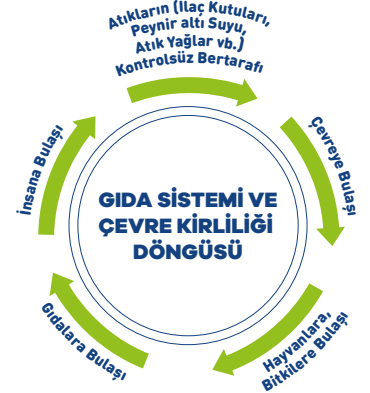 Atıkların (İlaç Kutuları,
Peynir altı Suyu,
Atık Yağlar vb.)
Kontrolsüz Bertarafı
Çevreye Bulaşı
Hayvanlara,
Bitkilere Bulaşı
Gıdalara Bulaşı
İnsana Bulaşı
GIDA SİSTEMİ VE
ÇEVRE KİRLİLİĞİ
DÖNGÜSÜ